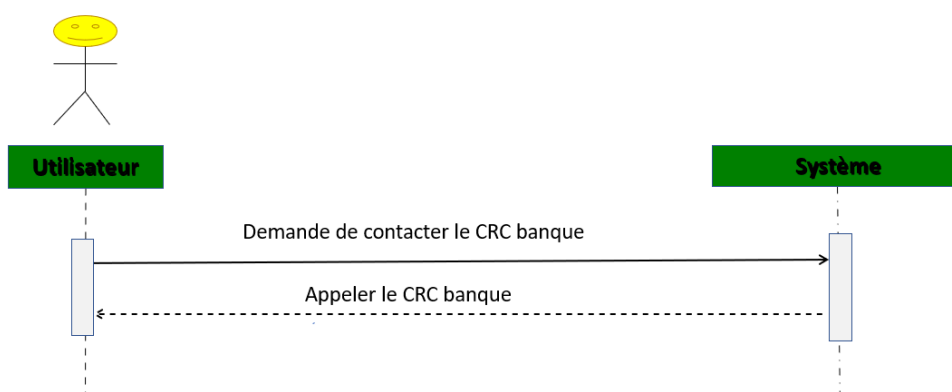 Utilisateur
Système
Demande de contacter le CRC banque
Appeler le CRC banque